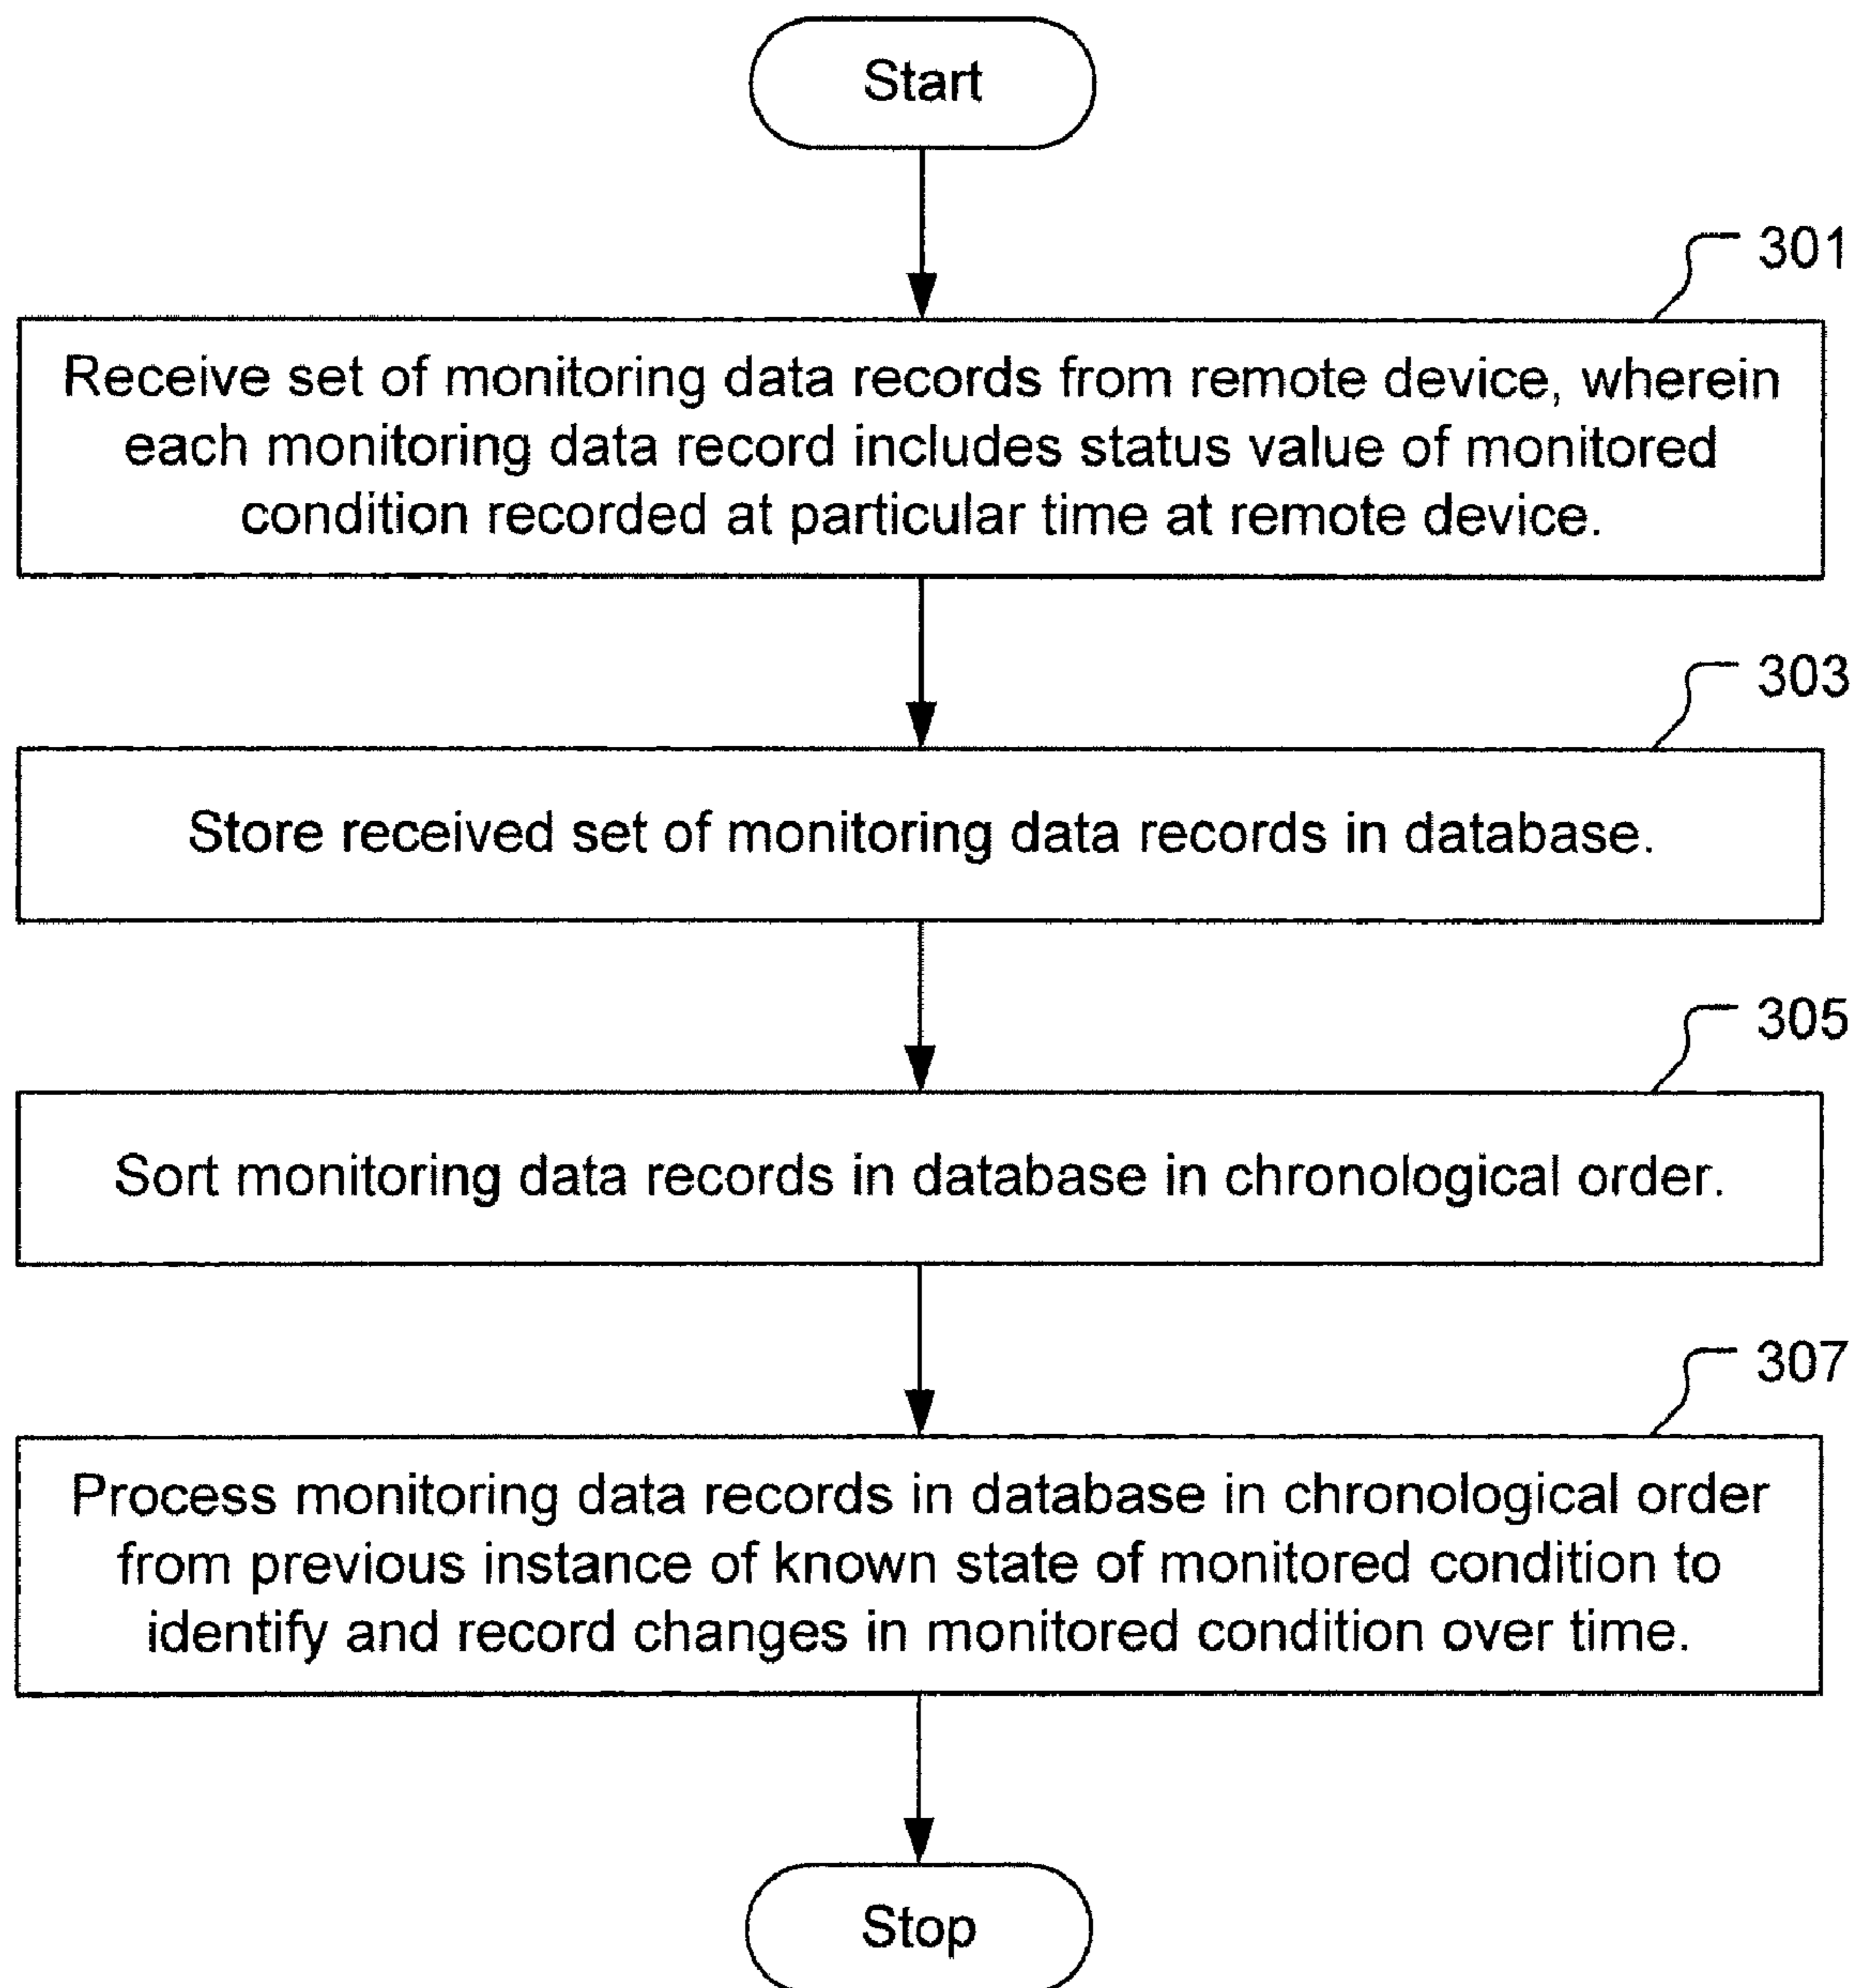 Start
301
Receive set of monitoring data records from remote device, wherein
each monitoring data record includes status value of monitored
condition recorded at particular time at remote device.
303
Store received set of monitoring data records in database.
305
Sort monitoring data records in database in chronological order.
307
Process monitoring data records in database in chronological order
from previous instance of known state of monitored condition to
identify and record changes in monitored condition over time.
Stop